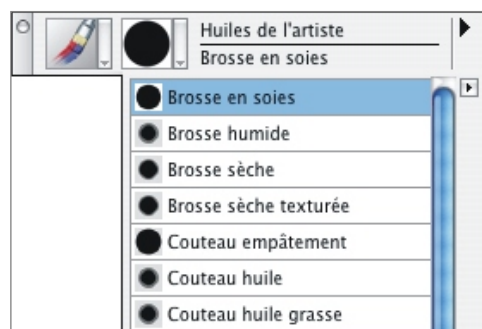 Huiles de l'artiste
Brosse en soies
Brosse en soies
Brosse humide
Brosse sèche
Brosse sèche texturée
Couteau empâtement
Couteau huile
Couteau huile grasse